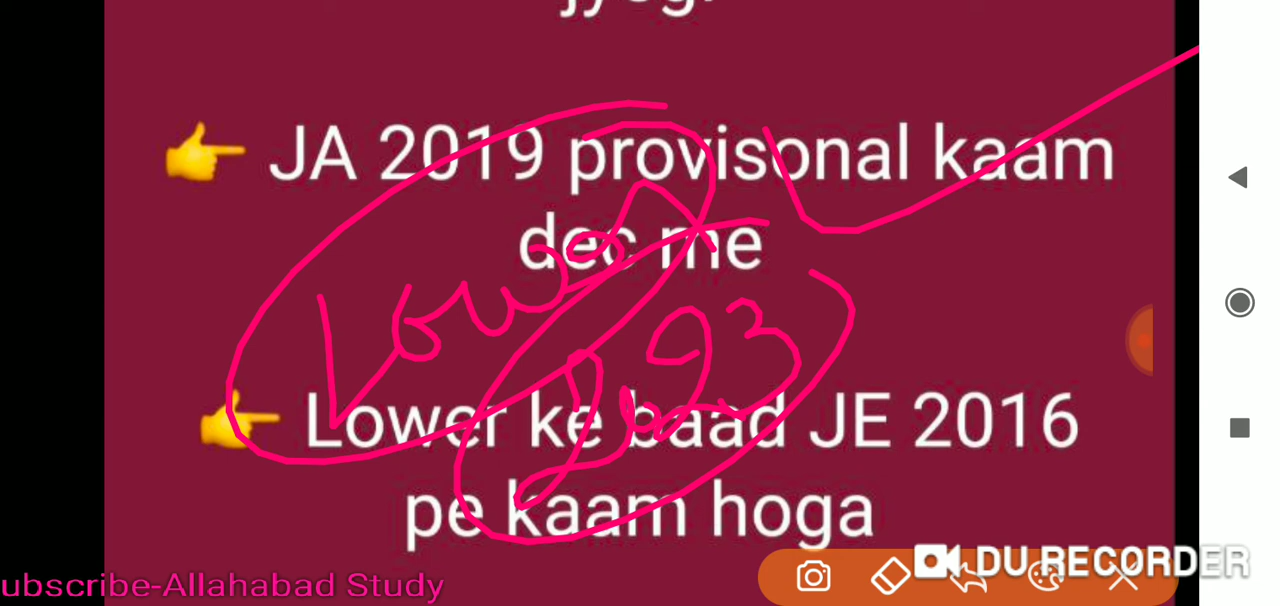 JA 2019 provisonal kaam
dec me
Lower
Lower ke baad JE 2016
pe kaam hoga
ubscribe-Allahabad Study
DU RECORDER